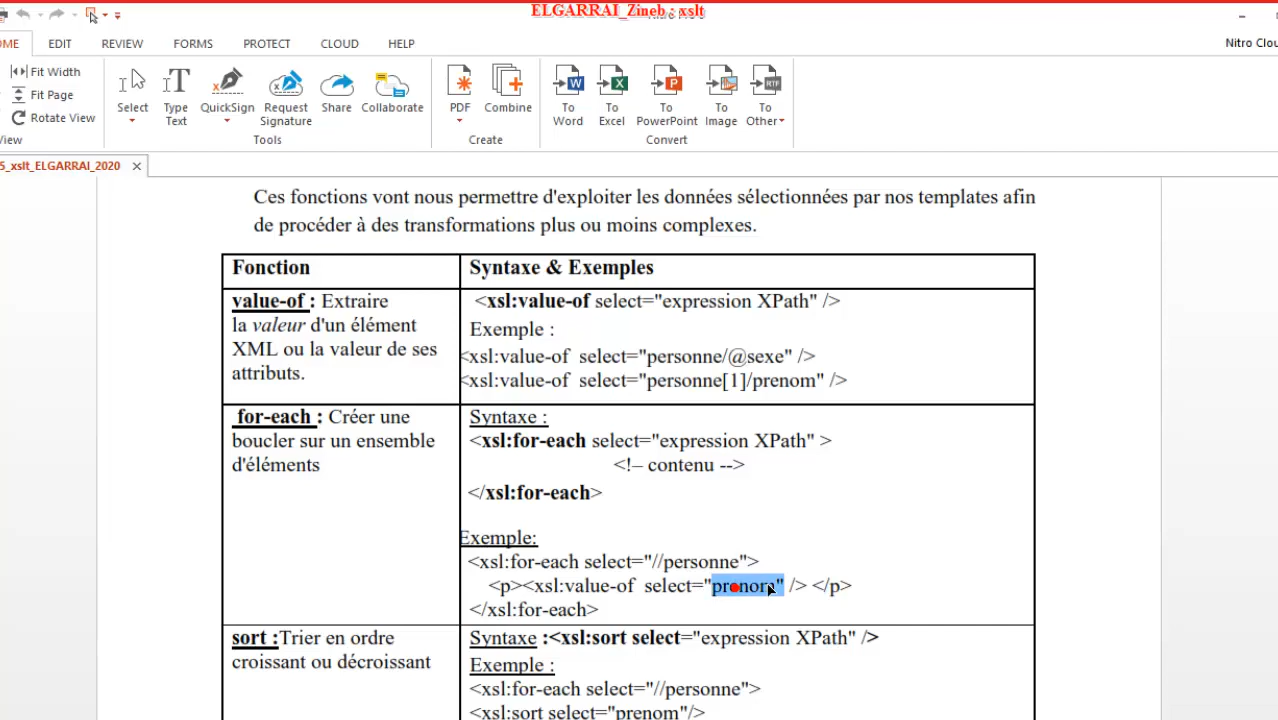 ELGARRAI_Zineb : xslt
OME EDIT REVIEW FORMS PROTECT CLOUD HELP Nitro Clou
Fit Width
Fit Page
Rotate View
View
Select
Type Text
QuickSign
Request Signature
Share
Collaborate
Tools
PDF
Combine
Create
To Word
To Excel
To PowerPoint
To Image
To Other
Convert
5_xslt_ELGARRAI_2020
Ces fonctions vont nous permettre d'exploiter les données sélectionnées par nos templates afin
de procéder à des transformations plus ou moins complexes.
Fonction
Syntaxe & Exemples
value-of : Extraire
la valeur d'un élément
XML ou la valeur de ses
attributs.
<xsl:value-of select="expression XPath" />
Exemple :
<xsl:value-of select="personne/@sexe" />
<xsl:value-of select="personne[1]/prenom" />
for-each : Créer une
boucler sur un ensemble
d'éléments
Syntaxe :
<xsl:for-each select="expression XPath" >
<!– contenu -->
</xsl:for-each>
Exemple:
<xsl:for-each select="//personne">
<p><xsl:value-of select="prenom" /> </p>
</xsl:for-each>
sort :Trier en ordre
croissant ou décroissant
Syntaxe :<xsl:sort select="expression XPath" />
Exemple :
<xsl:for-each select="//personne">
<xsl:sort select="prenom"/>